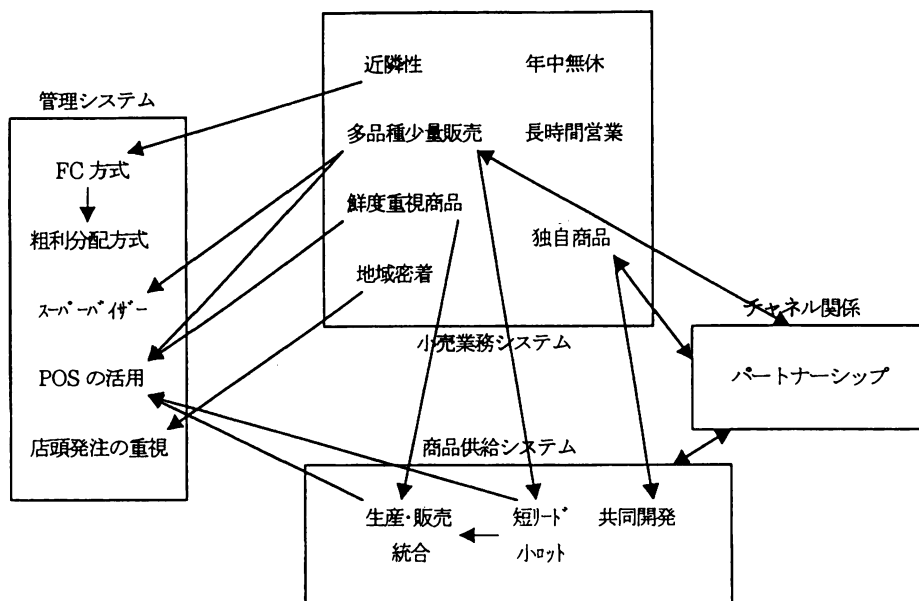 近隣性 年中無休
管理システム
多品種少量販売 長時間営業
FC 方式
鮮度重視商品
粗利分配方式 独自商品
地域密着
スーパーバイザー チャネル関係
小売業務システム
POS の活用 パートナーシップ
店頭発注の重視 商品供給システム
生産・販売 短リード 共同開発
統合 小ロット